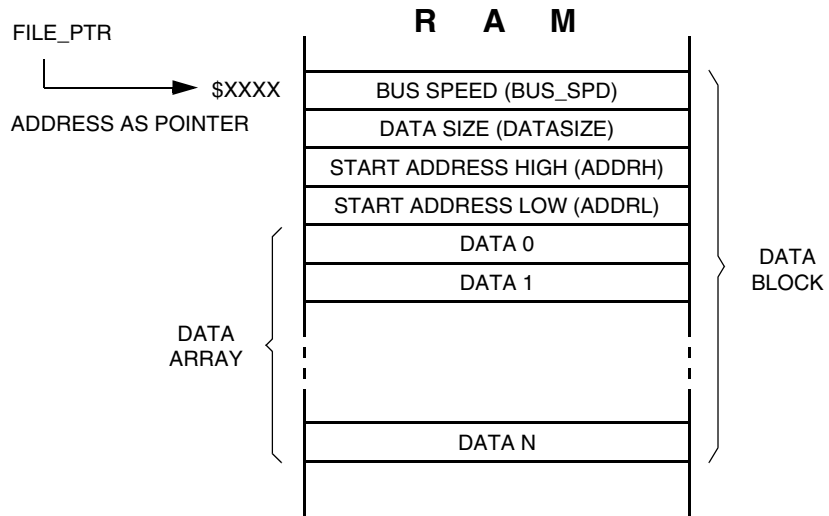 R A M
FILE_PTR
$XXXX
ADDRESS AS POINTER
BUS SPEED (BUS_SPD)
DATA SIZE (DATASIZE)
START ADDRESS HIGH (ADDRH)
START ADDRESS LOW (ADDRL)
DATA 0
DATA 1
DATA
BLOCK
DATA
ARRAY
DATA N